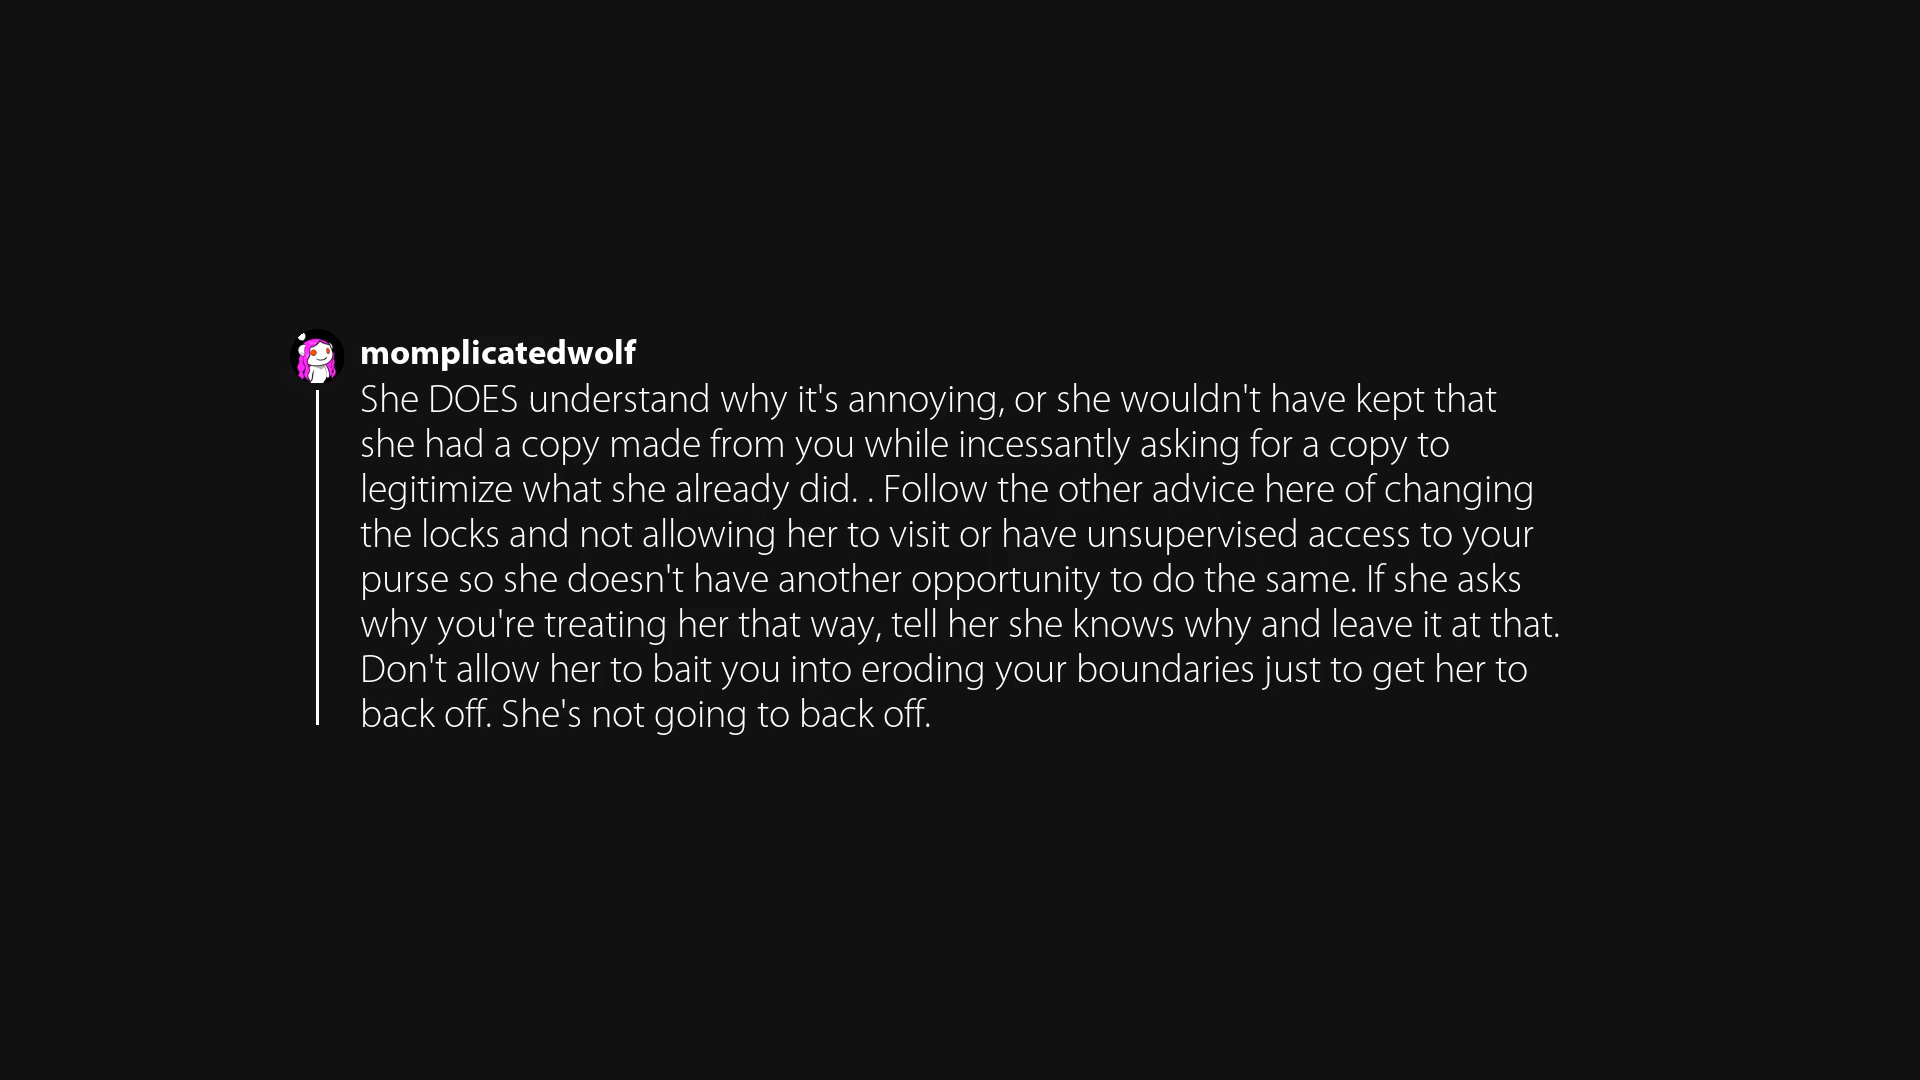 momplicatedwolf
She DOES understand why it's annoying, or she wouldn't have kept that
she had a copy made from you while incessantly asking for a copy to
legitimize what she already did. . Follow the other advice here of changing
the locks and not allowing her to visit or have unsupervised access to your
purse so she doesn't have another opportunity to do the same. If she asks
why you're treating her that way, tell her she knows why and leave it at that.
Don't allow her to bait you into eroding your boundaries just to get her to
back off. She's not going to back off.